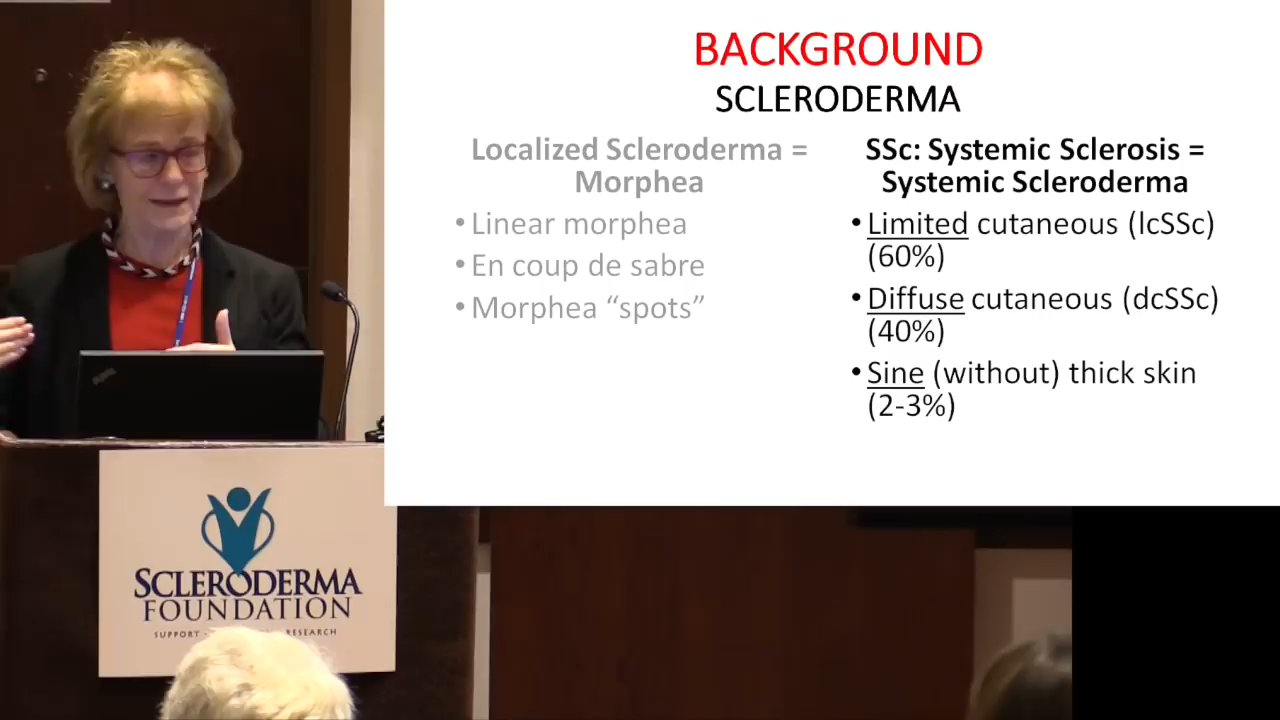 BACKGROUND
SCLERODERMA
Localized Scleroderma =
Morphea
• Linear morphea
• En coup de sabre
• Morphea “spots”
SSc: Systemic Sclerosis =
Systemic Scleroderma
• Limited cutaneous (lcSSc)
(60%)
• Diffuse cutaneous (dcSSc)
(40%)
• Sine (without) thick skin
(2-3%)
SCLERODERMA
FOUNDATION
SUPPORT RESEARCH